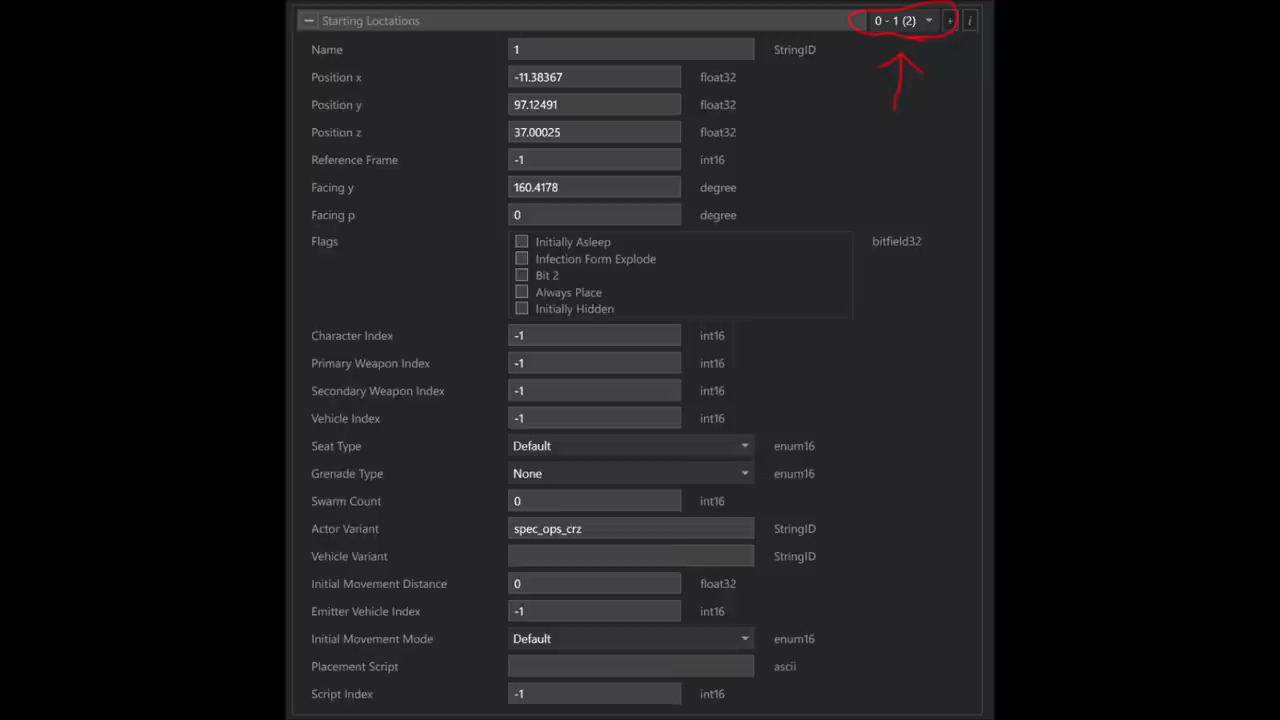 Starting Loctations 0 - 1 (2) + i
Name 1 StringID
Position x -11.38367 float32
Position y 97.12491 float32
Position z 37.00025 float32
Reference Frame -1 int16
Facing y 160.4178 degree
Facing p 0 degree
Flags Initially Asleep bitfield32
Infection Form Explode
Bit 2
Always Place
Initially Hidden
Character Index -1 int16
Primary Weapon Index -1 int16
Secondary Weapon Index -1 int16
Vehicle Index -1 int16
Seat Type Default enum16
Grenade Type None enum16
Swarm Count 0 int16
Actor Variant spec_ops_crz StringID
Vehicle Variant StringID
Initial Movement Distance 0 float32
Emitter Vehicle Index -1 int16
Initial Movement Mode Default enum16
Placement Script ascii
Script Index -1 int16